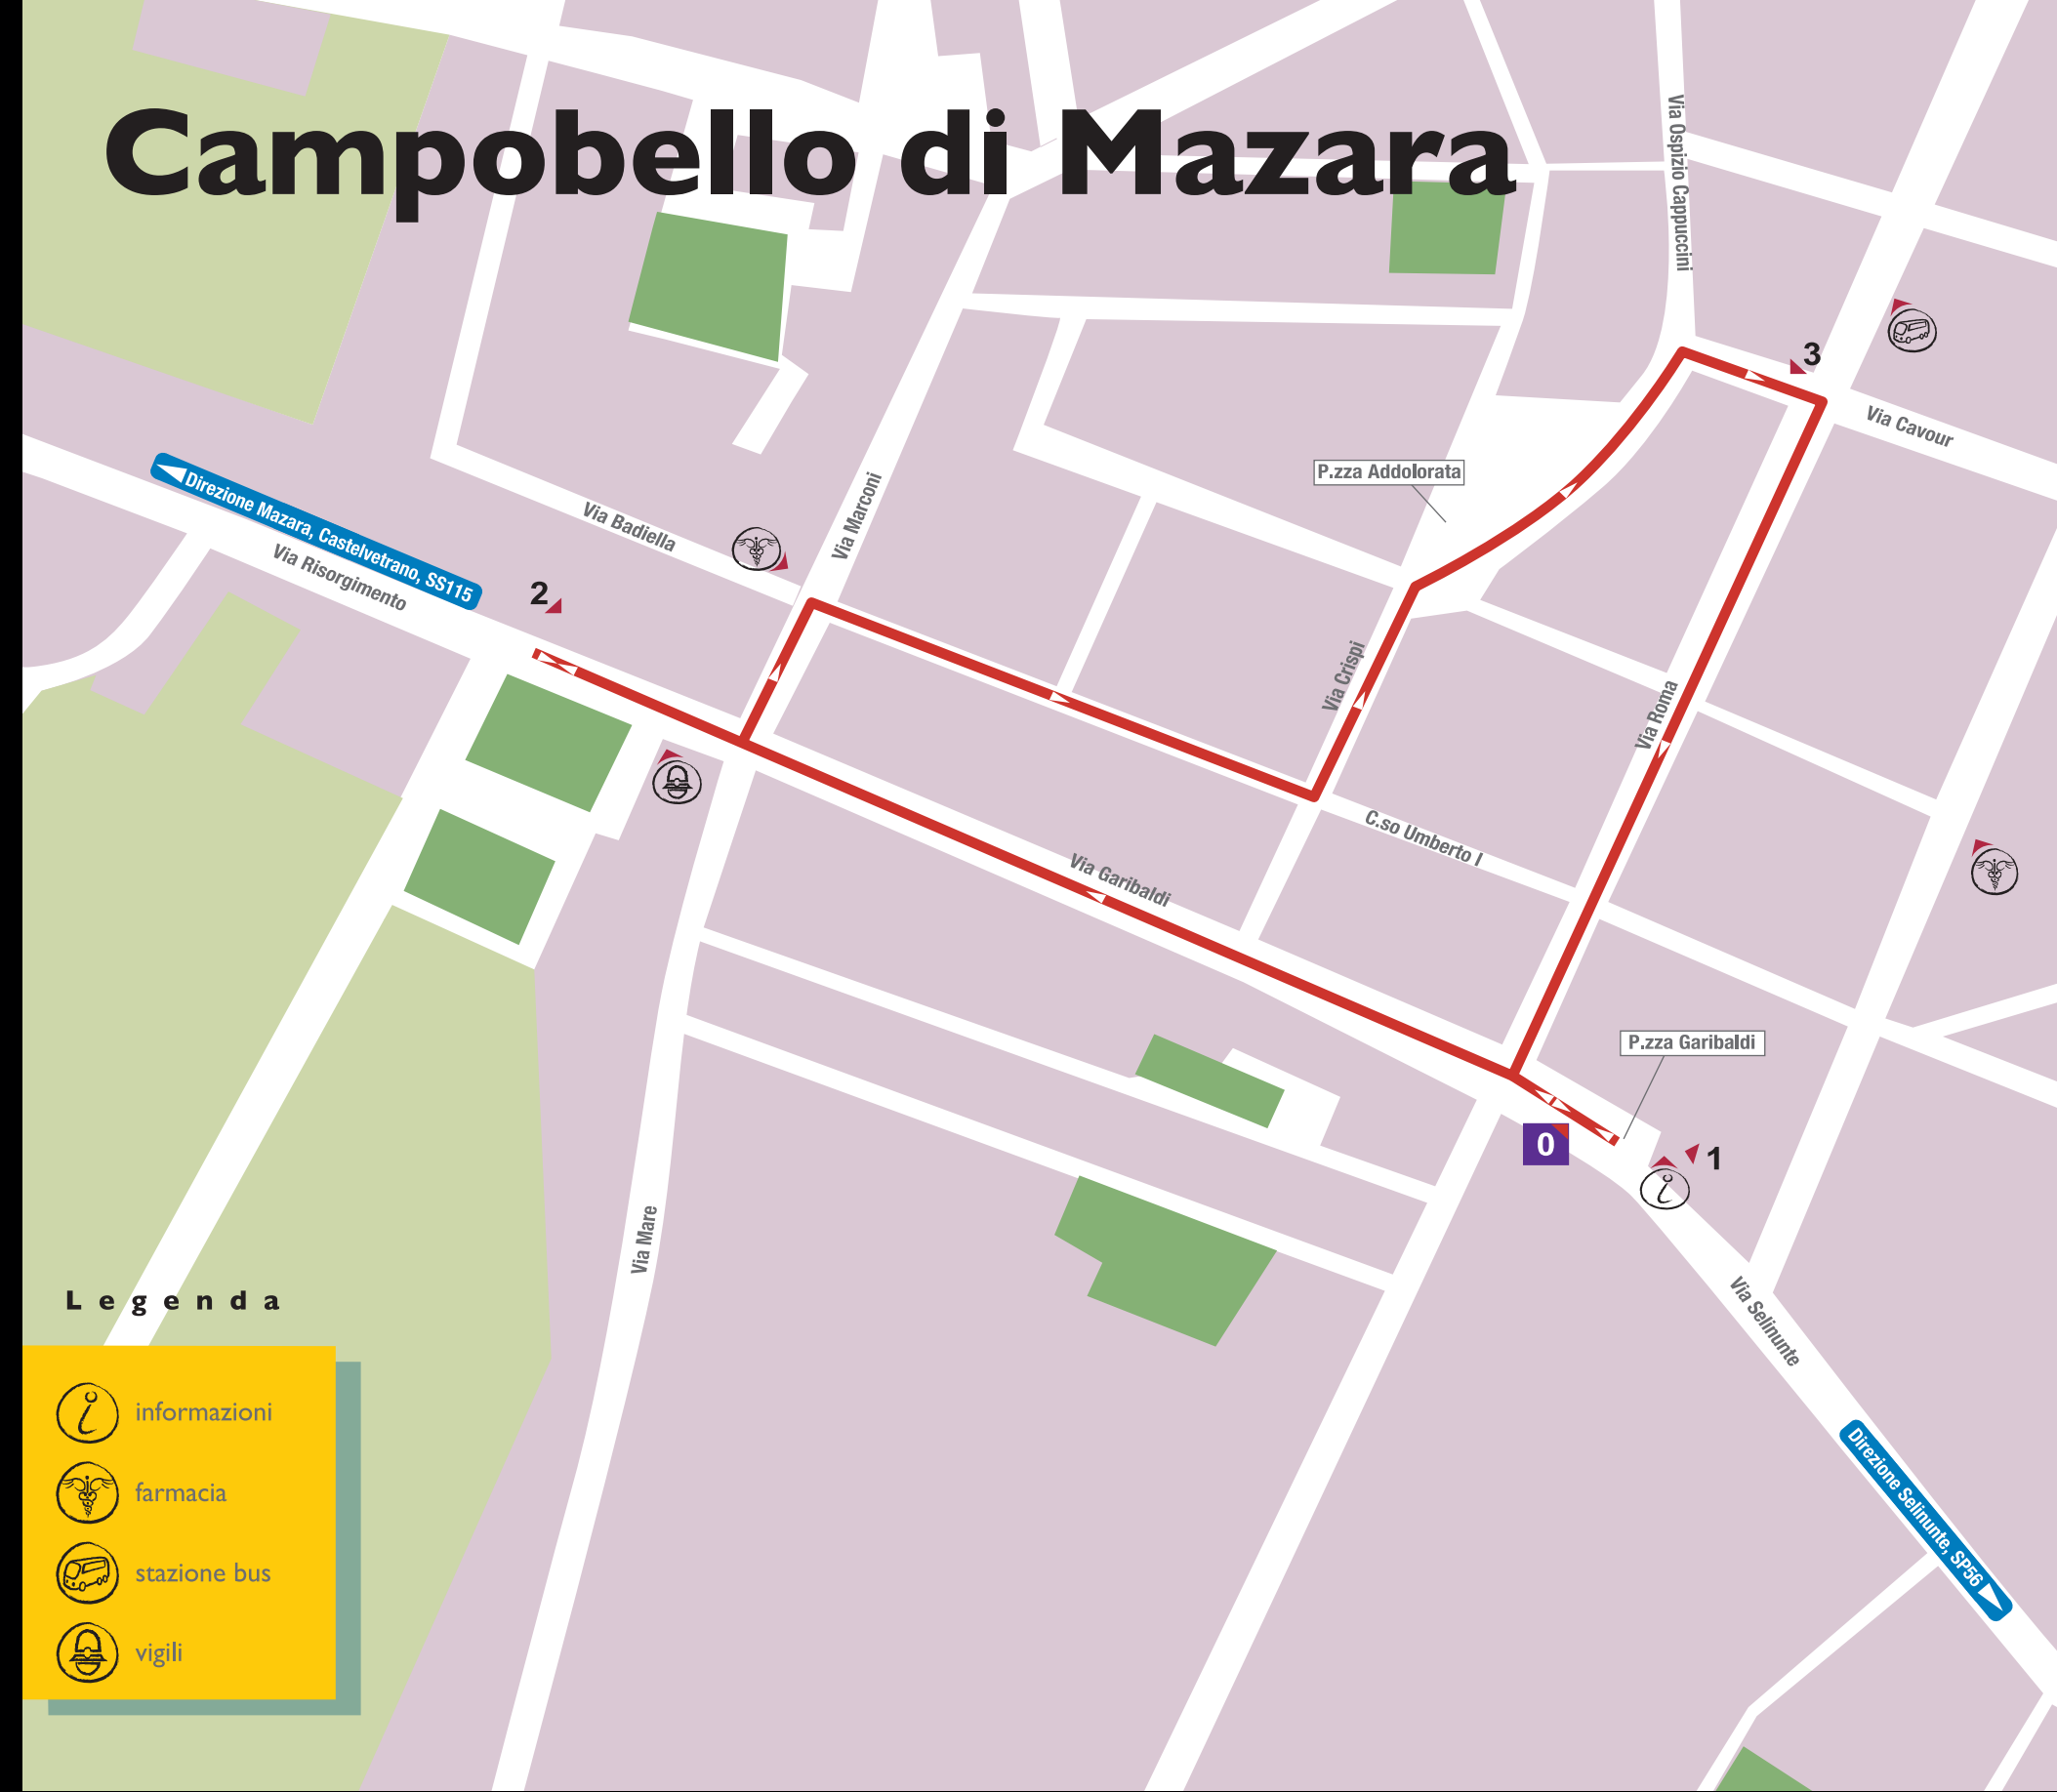 Campobello di Mazara
Via Ospizio Cappuccini
3
Via Cavour
P.zza Addolorata
Direzione Mazara, Castelvetrano, SS115
Via Risorgimento
Via Badiella
Via Marconi
2
Via Crispi
Via Roma
C.so Umberto I
Via Garibaldi
P.zza Garibaldi
0
1
i
Via Mare
Via Selinunte
Direzione Selinunte, SP56
Legenda
i
informazioni
farmacia
stazione bus
vigili